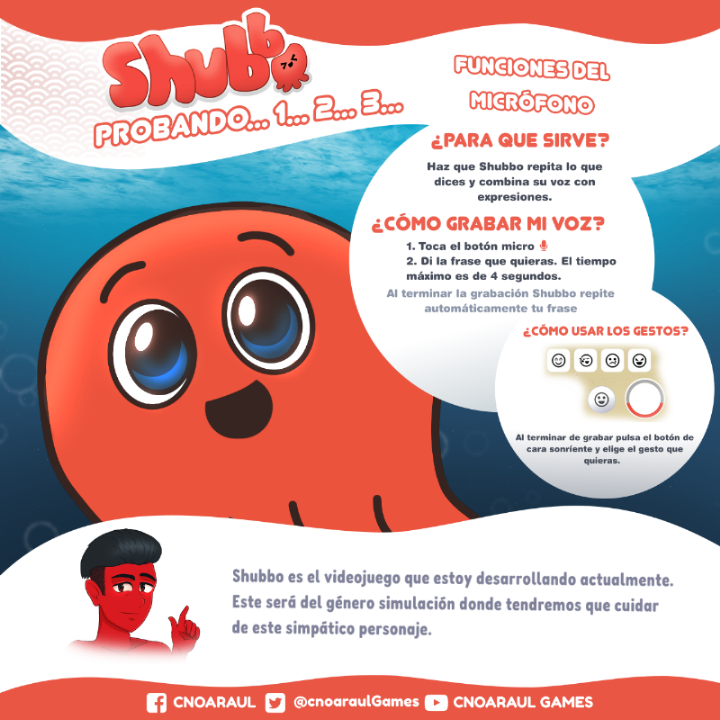 Shubbo
PROBANDO... 1... 2... 3...
FUNCIONES DEL
MICRÓFONO
¿PARA QUE SIRVE?
Haz que Shubbo repita lo que
dices y combina su voz con
expresiones.
¿CÓMO GRABAR MI VOZ?
1. Toca el botón micro
2. Di la frase que quieras. El tiempo
máximo es de 4 segundos.
Al terminar la grabación Shubbo repite
automáticamente tu frase
¿CÓMO USAR LOS GESTOS?
Al terminar de grabar pulsa el botón de
cara sonriente y elige el gesto que
quieras.
Shubbo es el videojuego que estoy desarrollando actualmente.
Este será del género simulación donde tendremos que cuidar
de este simpático personaje.
CNOARAUL @cnoaraulGames CNOARAUL GAMES